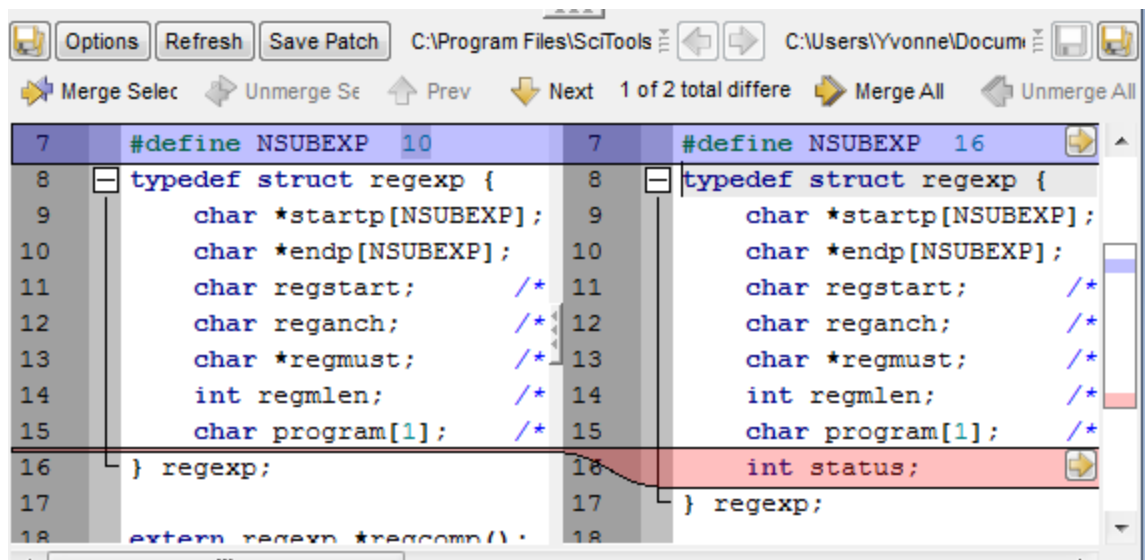 Options Refresh Save Patch C:\Program Files\SciTools C:\Users\Yvonne\Docum
Merge Selec Unmerge Se Prev Next 1 of 2 total differe Merge All Unmerge All
7 #define NSUBEXP 10 7 #define NSUBEXP 16
8 typedef struct regexp { 8 typedef struct regexp {
9 char *startp[NSUBEXP]; 9 char *startp[NSUBEXP];
10 char *endp[NSUBEXP]; 10 char *endp[NSUBEXP];
11 char regstart; /* 11 char regstart; /*
12 char reganch; /* 12 char reganch; /*
13 char *regmust; /* 13 char *regmust; /*
14 int regmlen; /* 14 int regmlen; /*
15 char program[1]; /* 15 char program[1]; /*
16 } regexp; 16 int status;
17 17 } regexp;
18 extern regexp *regcomp(); 18